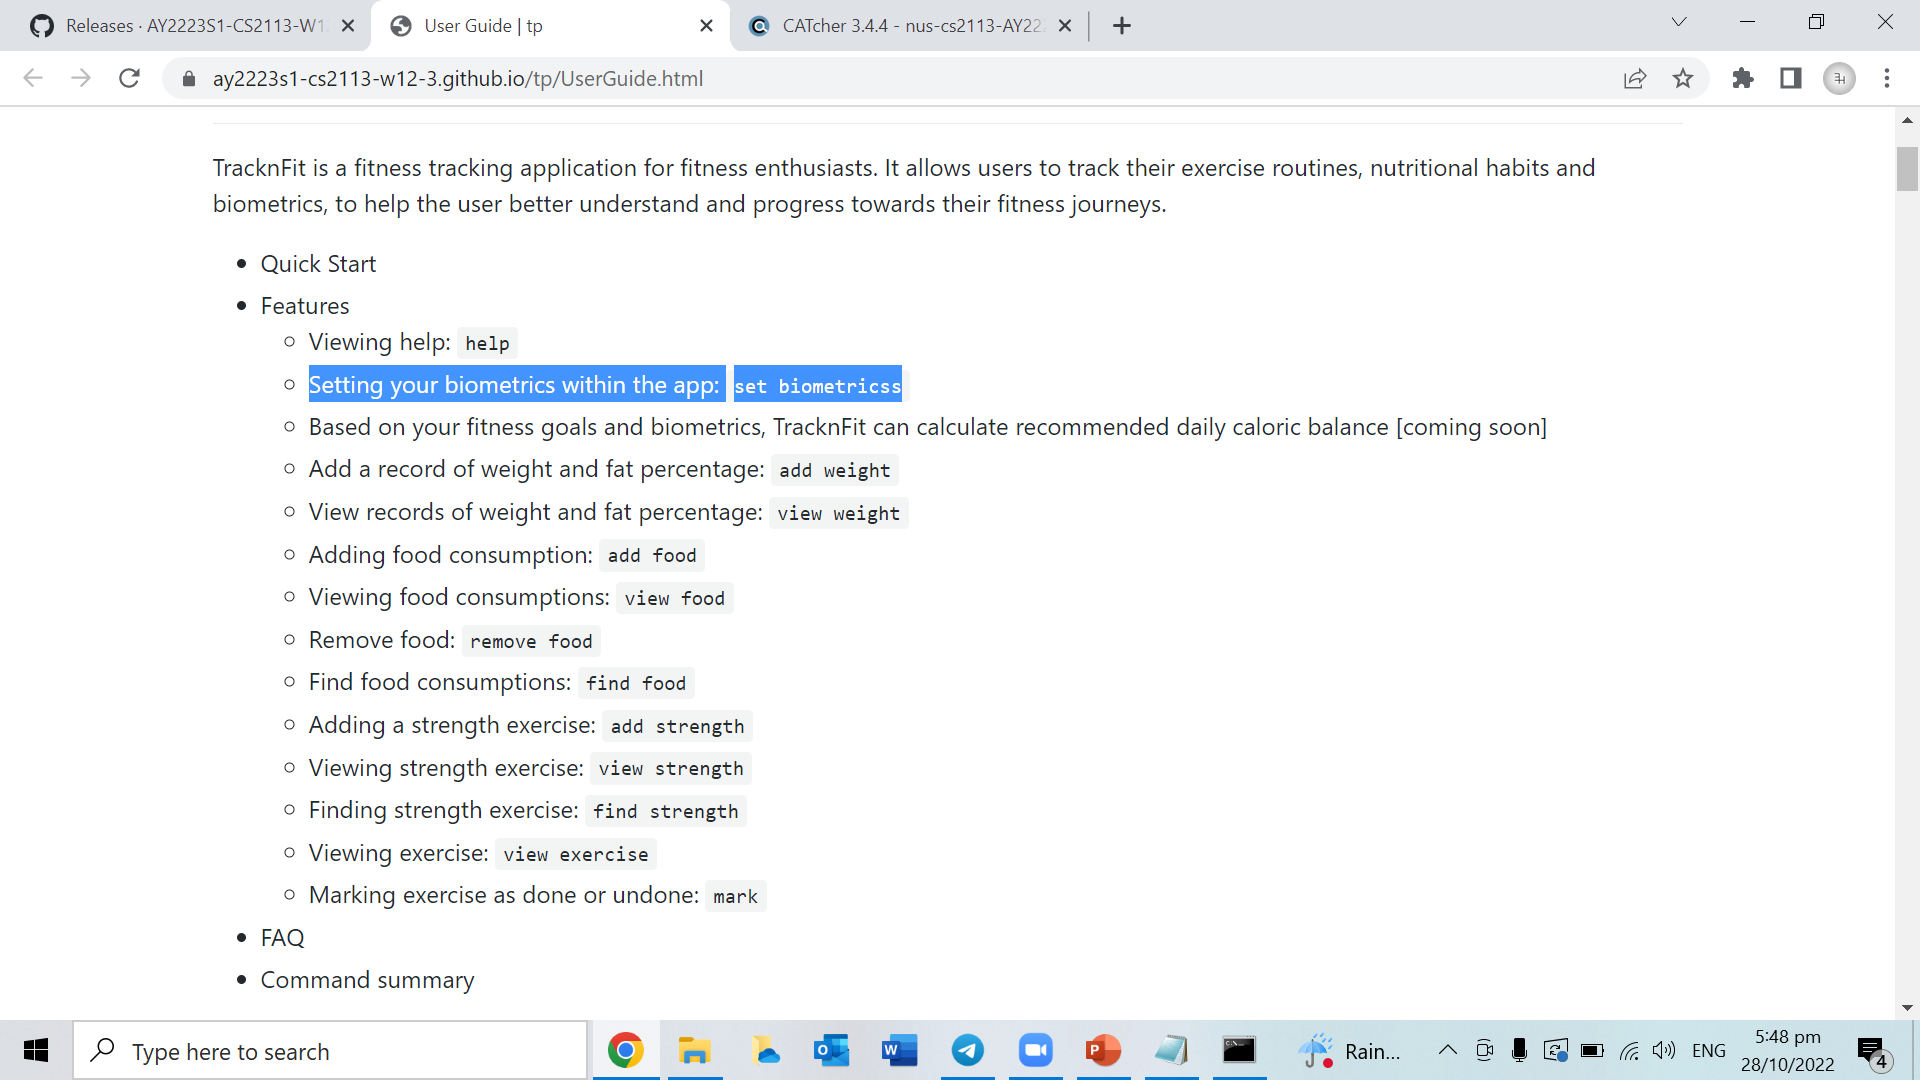 Releases · AY2223S1-CS2113-W1
User Guide | tp
CATcher 3.4.4 - nus-cs2113-AY222
ay2223s1-cs2113-w12-3.github.io/tp/UserGuide.html
TracknFit is a fitness tracking application for fitness enthusiasts. It allows users to track their exercise routines, nutritional habits and
biometrics, to help the user better understand and progress towards their fitness journeys.
Quick Start
Features
Viewing help: help
Setting your biometrics within the app: set biometricss
Based on your fitness goals and biometrics, TracknFit can calculate recommended daily caloric balance [coming soon]
Add a record of weight and fat percentage: add weight
View records of weight and fat percentage: view weight
Adding food consumption: add food
Viewing food consumptions: view food
Remove food: remove food
Find food consumptions: find food
Adding a strength exercise: add strength
Viewing strength exercise: view strength
Finding strength exercise: find strength
Viewing exercise: view exercise
Marking exercise as done or undone: mark
FAQ
Command summary
Type here to search
Rain...
ENG
5:48 pm
28/10/2022
4